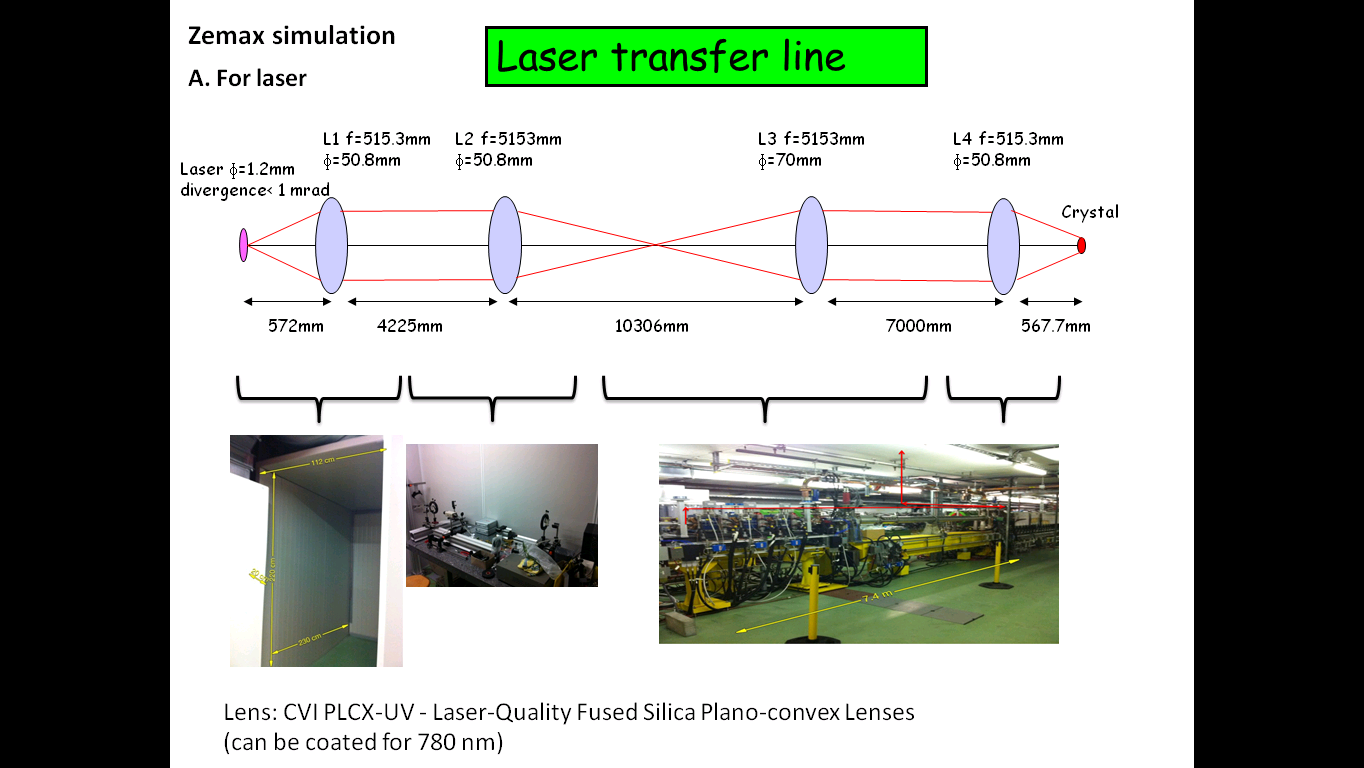 Zemax simulation
Laser transfer line
A. For laser
L1 f=515.3mm
ϕ=50.8mm
L2 f=5153mm
ϕ=50.8mm
L3 f=5153mm
ϕ=70mm
L4 f=515.3mm
ϕ=50.8mm
Laser ϕ=1.2mm
divergence< 1 mrad
Crystal
572mm
4225mm
10306mm
7000mm
567.7mm
112 cm
220 cm
230 cm
7.4 m
Lens: CVI PLCX-UV - Laser-Quality Fused Silica Plano-convex Lenses
(can be coated for 780 nm)